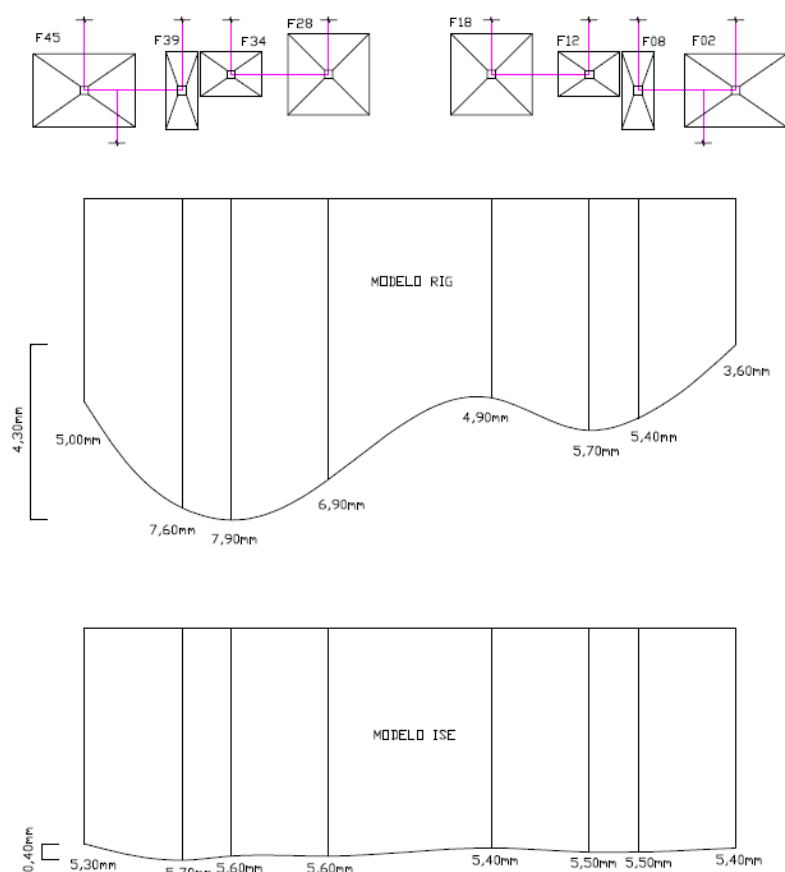 F45
F39
F34
F28
F18
F12
F08
F02
MODELO RIG
4,30mm
5,00mm
7,60mm
7,90mm
6,90mm
4,90mm
5,70mm
5,40mm
3,60mm
MODELO ISE
0,40mm
5,30mm
5,70mm
5,60mm
5,60mm
5,40mm
5,50mm
5,50mm
5,40mm